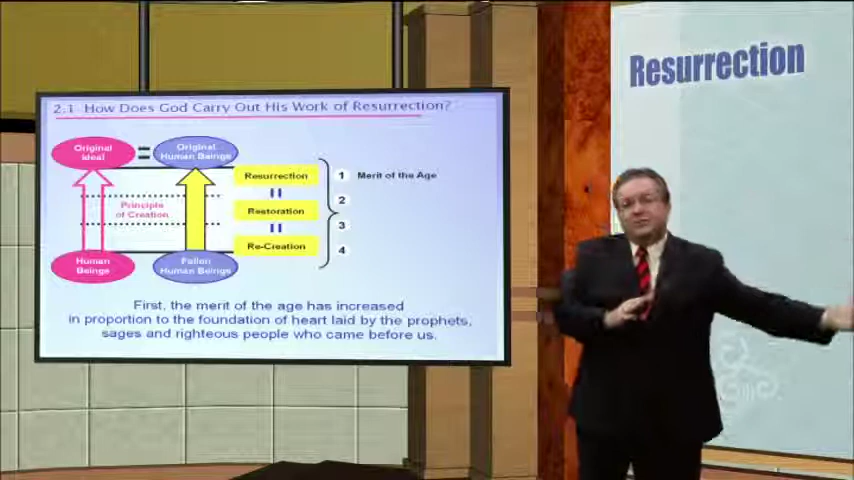 Resurrection
2.1 How Does God Carry Out His Work of Resurrection?
Original
Ideal
=
Original
Human Beings
Principle
of Creation
Human
Beings
Fallen
Human Beings
Resurrection
=
Restoration
=
Re-Creation
1 Merit of the Age
2
3
4
First, the merit of the age has increased
in proportion to the foundation of heart laid by the prophets,
sages and righteous people who came before us.